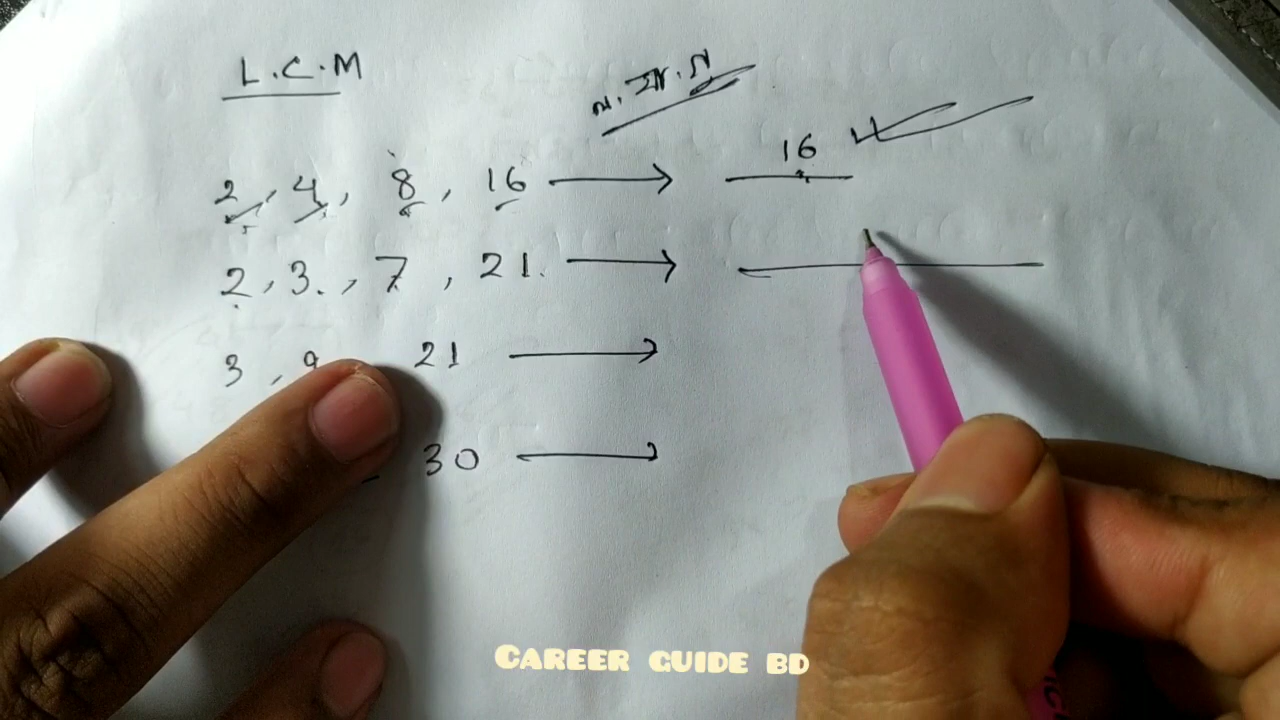 L.C.M
ল.সা.গু
2, 4, 8, 16 → 16
2, 3, 7, 21 →
3, 9 21 →
30 →
CAREER GUIDE BD